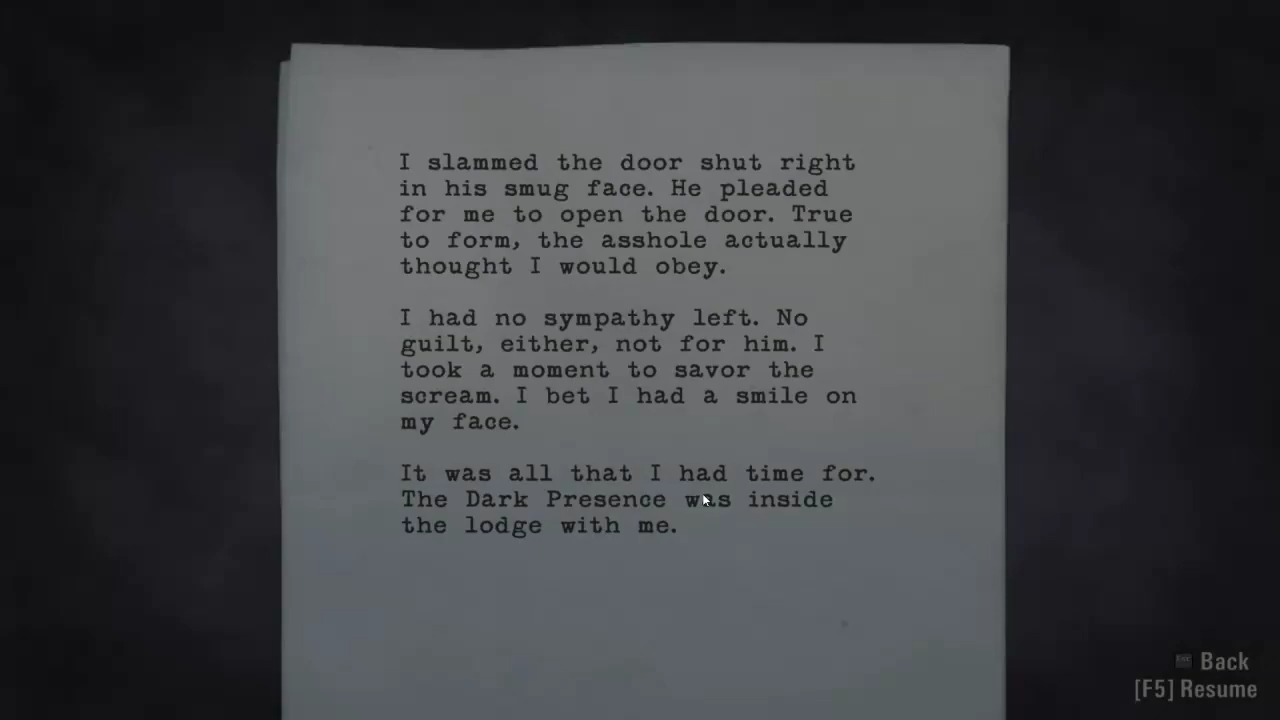 I slammed the door shut right
in his smug face. He pleaded
for me to open the door. True
to form, the asshole actually
thought I would obey.
I had no sympathy left. No
guilt, either, not for him. I
took a moment to savor the
scream. I bet I had a smile on
my face.
It was all that I had time for.
The Dark Presence was inside
the lodge with me.
Back
[F5] Resume